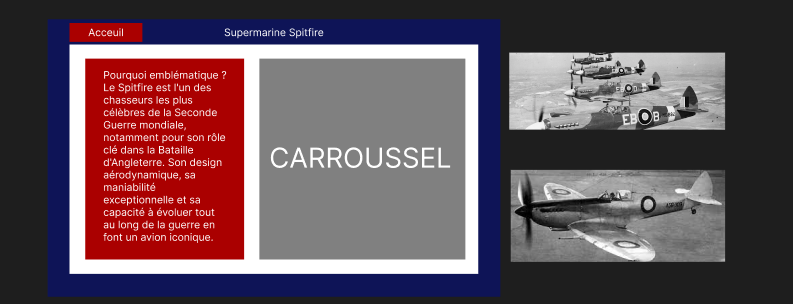 Acceuil
Supermarine Spitfire
Pourquoi emblématique ?
Le Spitfire est l'un des
chasseurs les plus
célèbres de la Seconde
Guerre mondiale,
notamment pour son rôle
clé dans la Bataille
d'Angleterre. Son design
aérodynamique, sa
maniabilité
exceptionnelle et sa
capacité à évoluer tout
au long de la guerre en
font un avion iconique.
CARROUSSEL
EB B